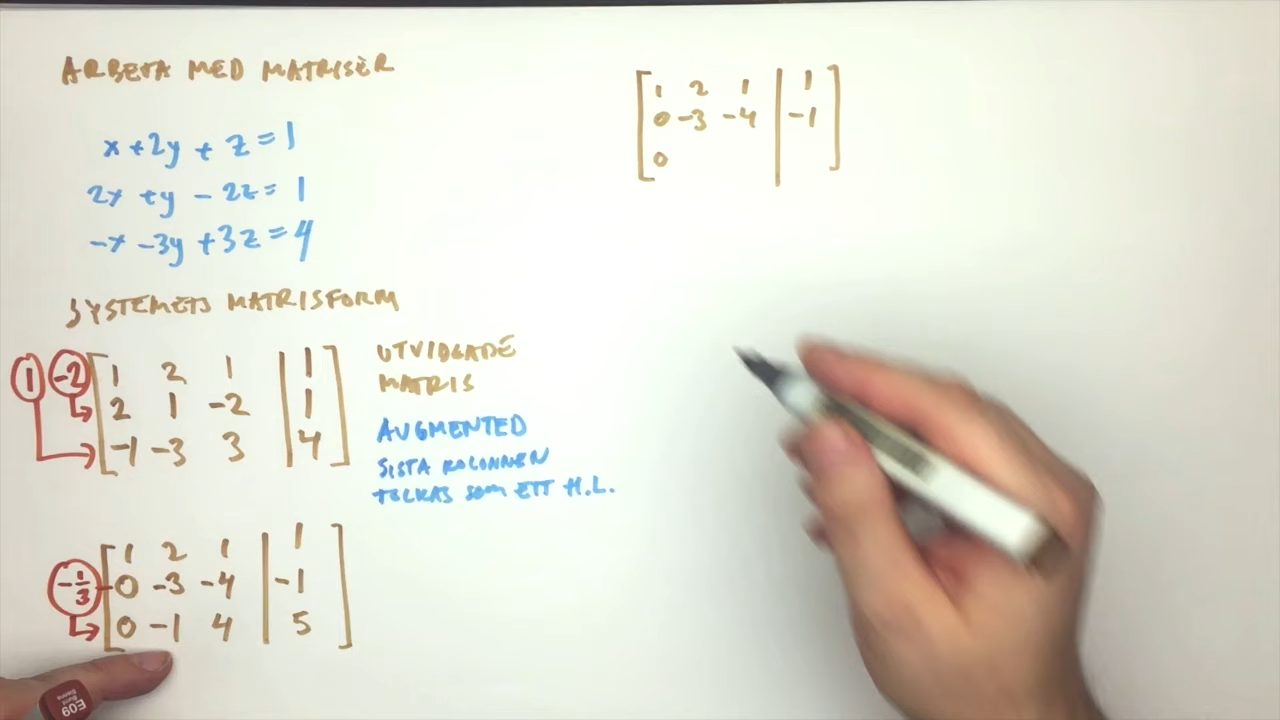 ARBETA MED MATRISER
x + 2y + z = 1
2x + y - 2z = 1
-x - 3y + 3z = 4
SYSTEMETS MATRISFORM
1 -2 [ 1 2 1 | 1 ]
[ 2 1 -2 | 1 ]
[ -1 -3 3 | 4 ]
UTVIDGADE
MATRIS
AUGMENTED
SISTA KOLONNEN
TOLKAS SOM ETT H.L.
[ 1 2 1 | 1 ]
-1/3 [ 0 -3 -4 | -1 ]
[ 0 -1 4 | 5 ]
E09
[ 1 2 1 | 1 ]
[ 0 -3 -4 | -1 ]
[ 0 | ]